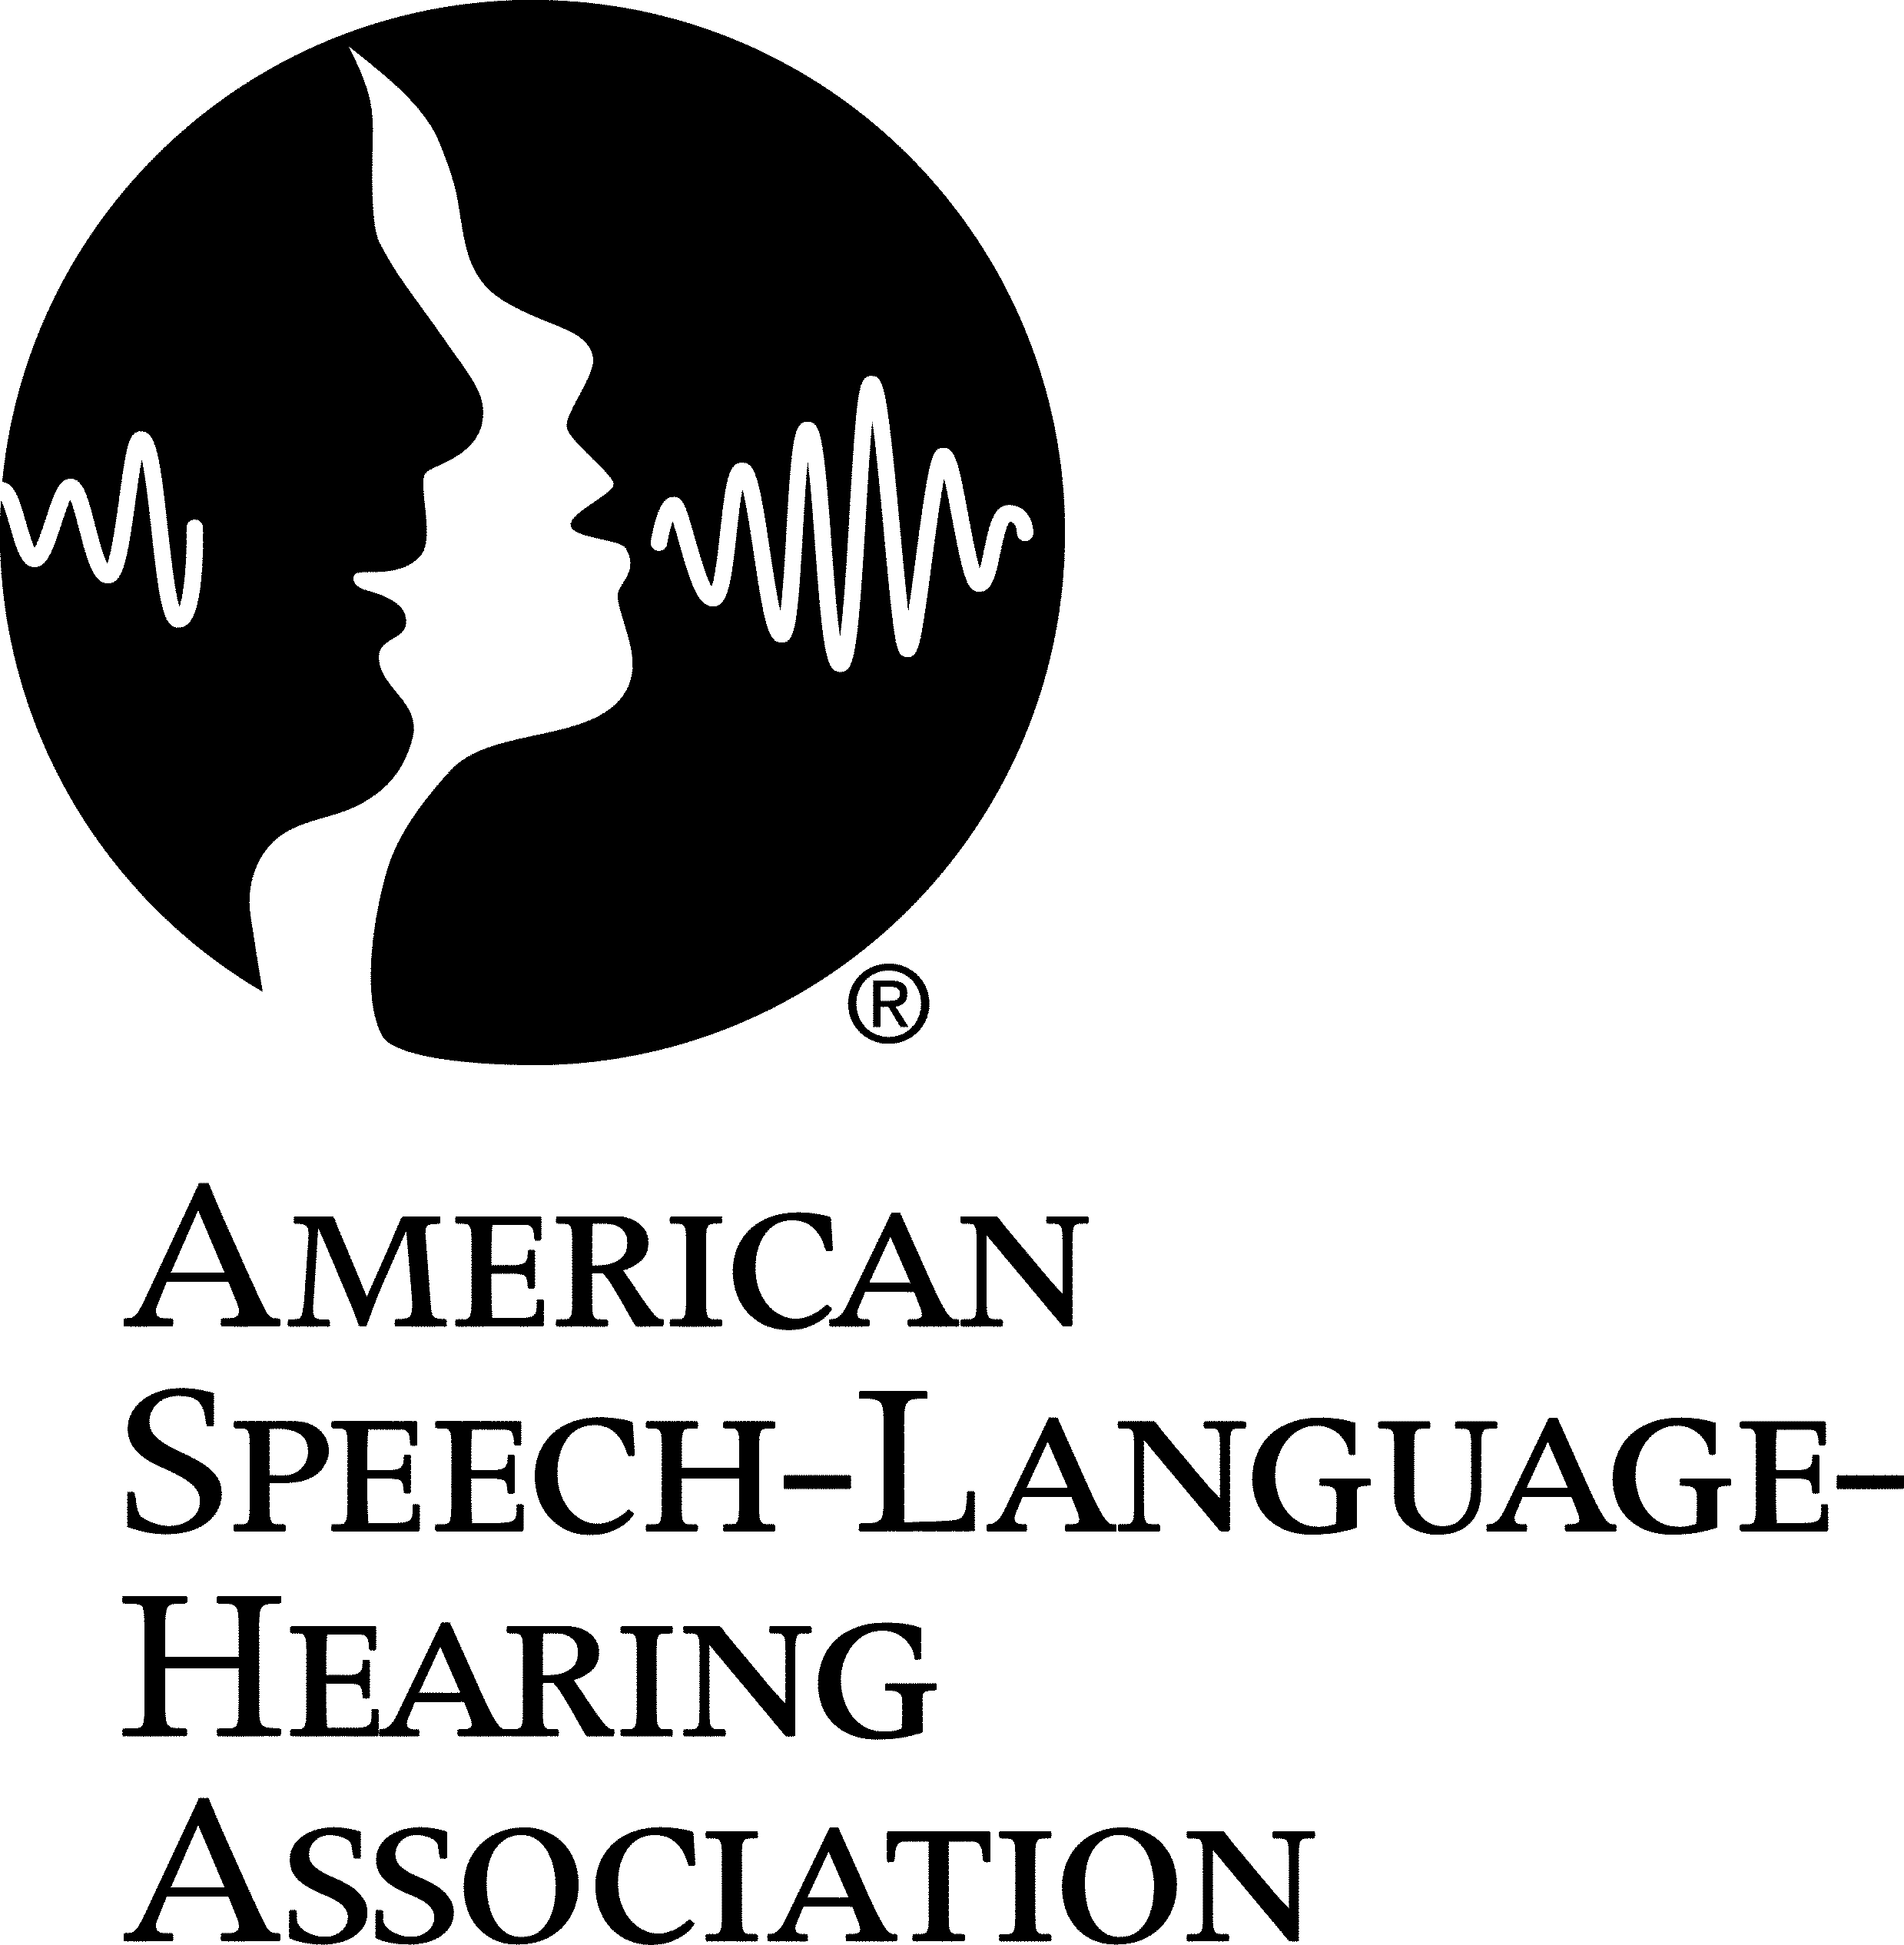 ®
AMERICAN
SPEECH-LANGUAGE-
HEARING
ASSOCIATION